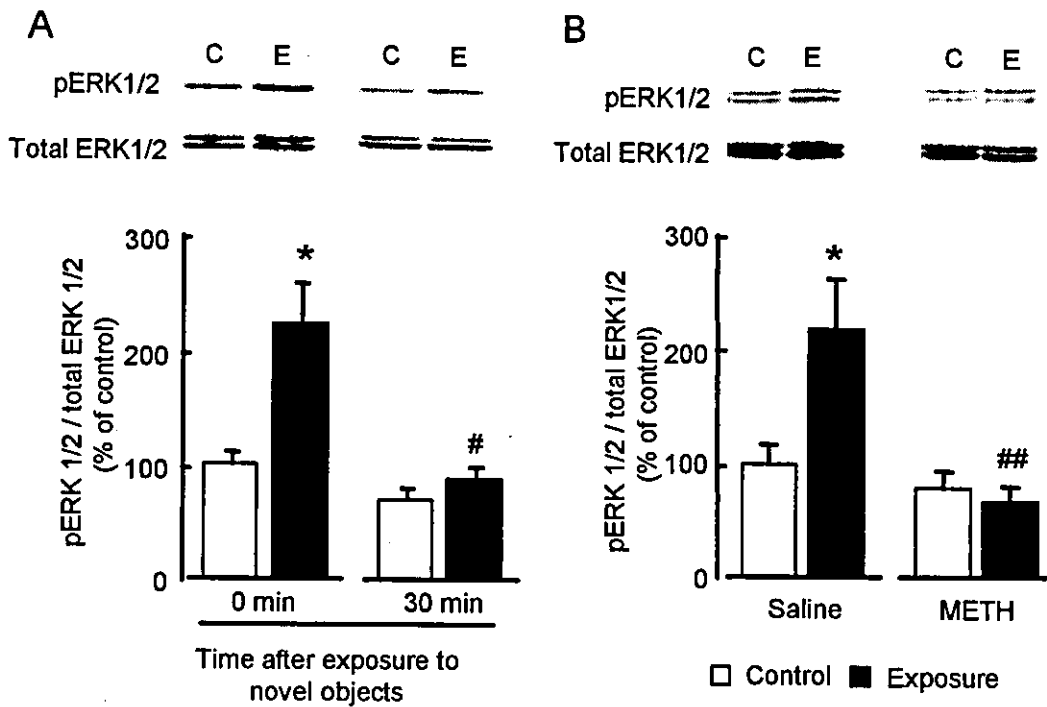 A
C E C E
pERK1/2
Total ERK1/2
pERK 1/2 / total ERK 1/2
(% of control)
300
200
100
0
*
#
0 min 30 min
Time after exposure to
novel objects
B
C E C E
pERK1/2
Total ERK1/2
pERK 1/2 / total ERK1/2
(% of control)
300
200
100
0
*
##
Saline METH
Control Exposure